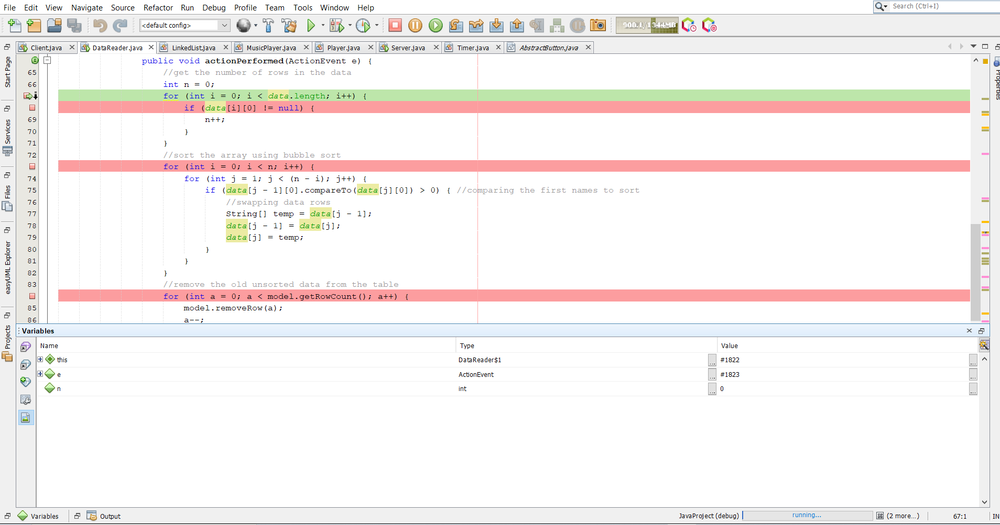 File Edit View Navigate Source Refactor Run Debug Profile Team Tools Window Help
Search (Ctrl+I)
<default config>
908.1/1344MB
Client.java
DataReader.java
LinkedList.java
MusicPlayer.java
Player.java
Server.java
Timer.java
AbstractButton.java
Start Page
Services
Files
easyUML Explorer
Projects
Properties
public void actionPerformed(ActionEvent e) {
65 //get the number of rows in the data
66 int n = 0;
for (int i = 0; i < data.length; i++) {
if (data[i][0] != null) {
69 n++;
70 }
71 }
72 //sort the array using bubble sort
for (int i = 0; i < n; i++) {
74 for (int j = 1; j < (n - i); j++) {
75 if (data[j - 1][0].compareTo(data[j][0]) > 0) { //comparing the first names to sort
76 //swapping data rows
77 String[] temp = data[j - 1];
78 data[j - 1] = data[j];
79 data[j] = temp;
80 }
81 }
82 }
83 //remove the old unsorted data from the table
for (int a = 0; a < model.getRowCount(); a++) {
85 model.removeRow(a);
86 a--;
Variables
Name Type Value
this DataReader$1 ... #1822 ...
e ActionEvent ... #1823 ...
n int ... 0 ...
Variables Output JavaProject (debug) running... (2 more...) 67:1 IN